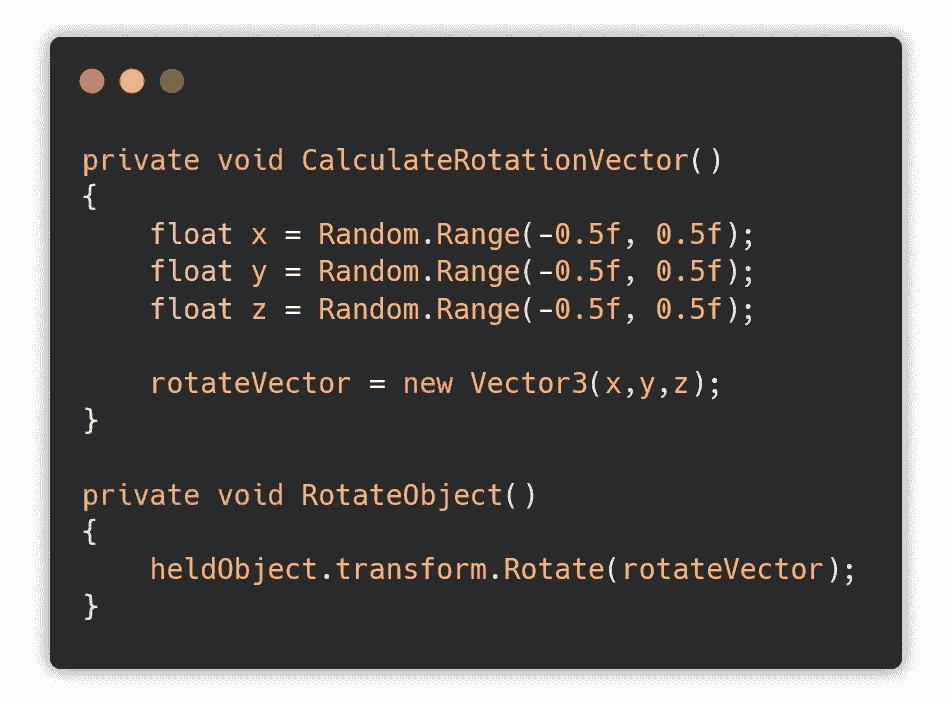 private void CalculateRotationVector()
{
    float x = Random.Range(-0.5f, 0.5f);
    float y = Random.Range(-0.5f, 0.5f);
    float z = Random.Range(-0.5f, 0.5f);

    rotateVector = new Vector3(x,y,z);
}

private void RotateObject()
{
    heldObject.transform.Rotate(rotateVector);
}